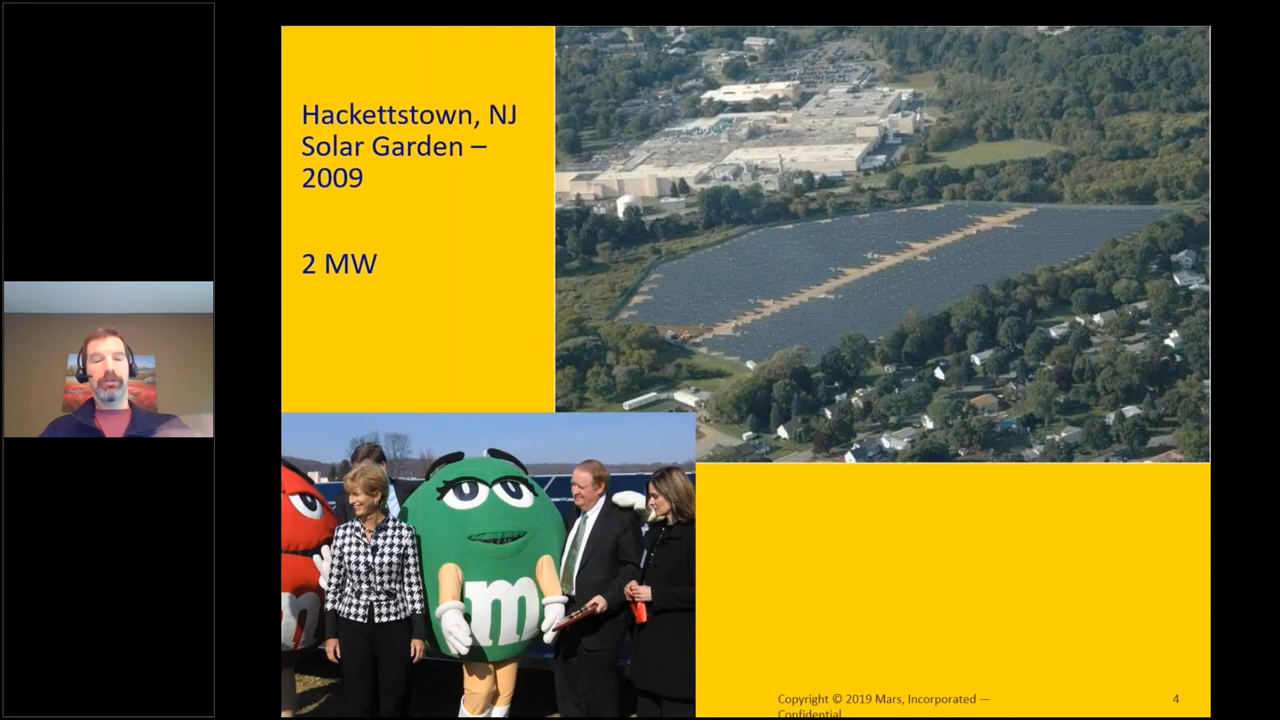 Hackettstown, NJ
Solar Garden –
2009
2 MW
m
m
Copyright © 2019 Mars, Incorporated —
Confidential
4